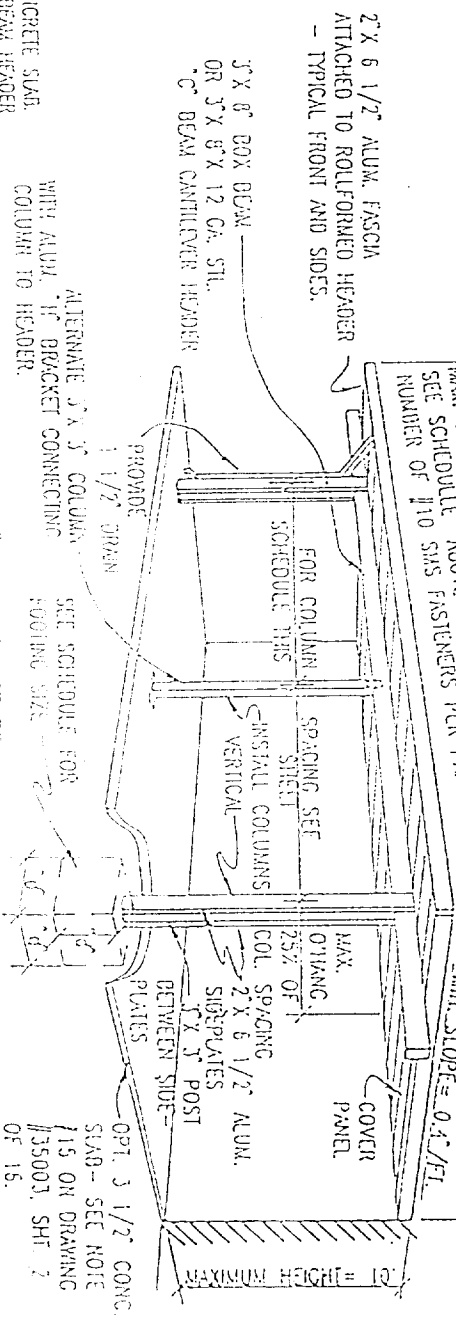 SEE SCHEDULLE
NUMBER OF #10 SMS FASTENERS PER
SLOPE = 0.4"/FT.
2" X 6 1/2" ALUM. FASCIA
ATTACHED TO ROLLFORMED HEADER
- TYPICAL FRONT AND SIDES.
3" X 8" BOX BEAM
OR 3" X 8" X 12 GA. STL.
"C" BEAM CANTILEVER HEADER
COVER
PANEL
MAX.
O'HANG.
25% OF
COL. SPACING
FOR COLUMN SPACING SEE
SCHEDULE THIS SHEET
INSTALL COLUMNS
VERTICAL
2" X 6 1/2" ALUM.
SIDEPLATES
3" X 3" POST
BETWEEN SIDE-
PLATES
MAXIMUM HEIGHT = 10'
PROVIDE
1 1/2" DRAIN
ALTERNATE 3" X 3" COLUMN
WITH ALUM. "H" BRACKET CONNECTING
COLUMN TO HEADER.
SEE SCHEDULE FOR
FOOTING SIZE
"d"
"d"
"d"
OPT. 3 1/2" CONC.
SLAB- SEE NOTE
#15 ON DRAWING
#35003, SHT. 2
OF 16.
CRETE SLAB.
BEAM HEADER